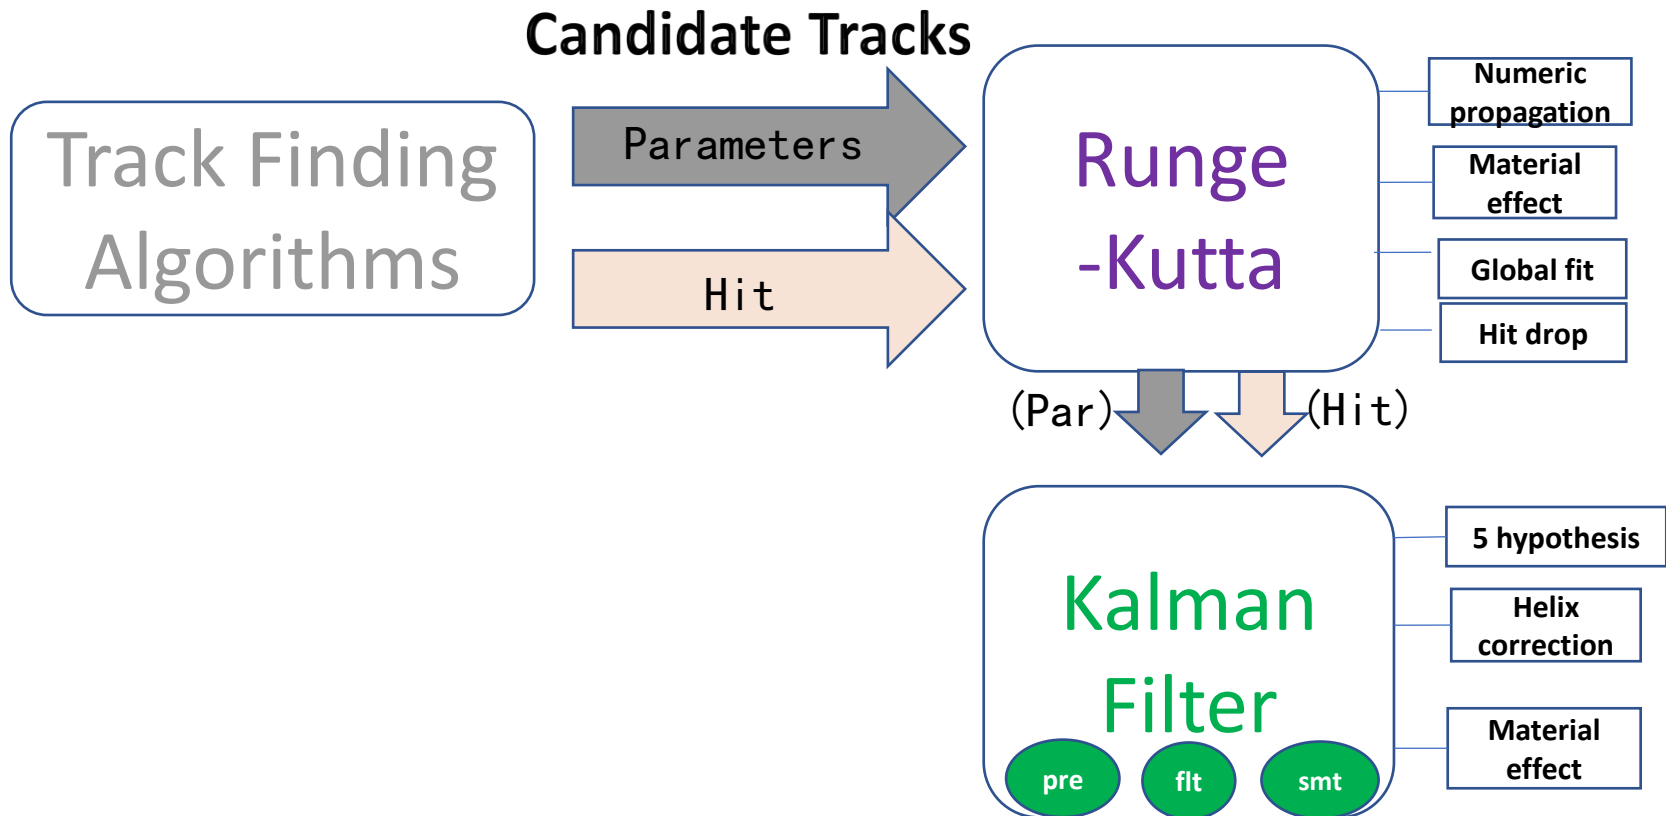 Candidate Tracks
Track Finding
Algorithms
Parameters
Hit
Runge
-Kutta
Numeric
propagation
Material
effect
Global fit
Hit drop
(Par)
(Hit)
Kalman
Filter
pre
flt
smt
5 hypothesis
Helix
correction
Material
effect